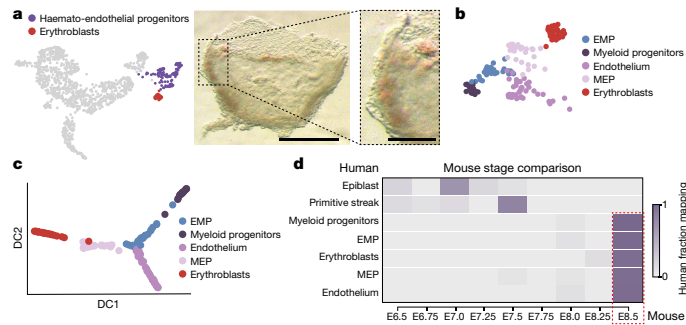 a
Haemato-endothelial progenitors
Erythroblasts
b
EMP
Myeloid progenitors
Endothelium
MEP
Erythroblasts
c
DC2
DC1
EMP
Myeloid progenitors
Endothelium
MEP
Erythroblasts
d
Human Mouse stage comparison
Epiblast
Primitive streak
Myeloid progenitors
EMP
Erythroblasts
MEP
Endothelium
E6.5 E6.75 E7.0 E7.25 E7.5 E7.75 E8.0 E8.25 E8.5 Mouse
1
0
Human fraction mapping